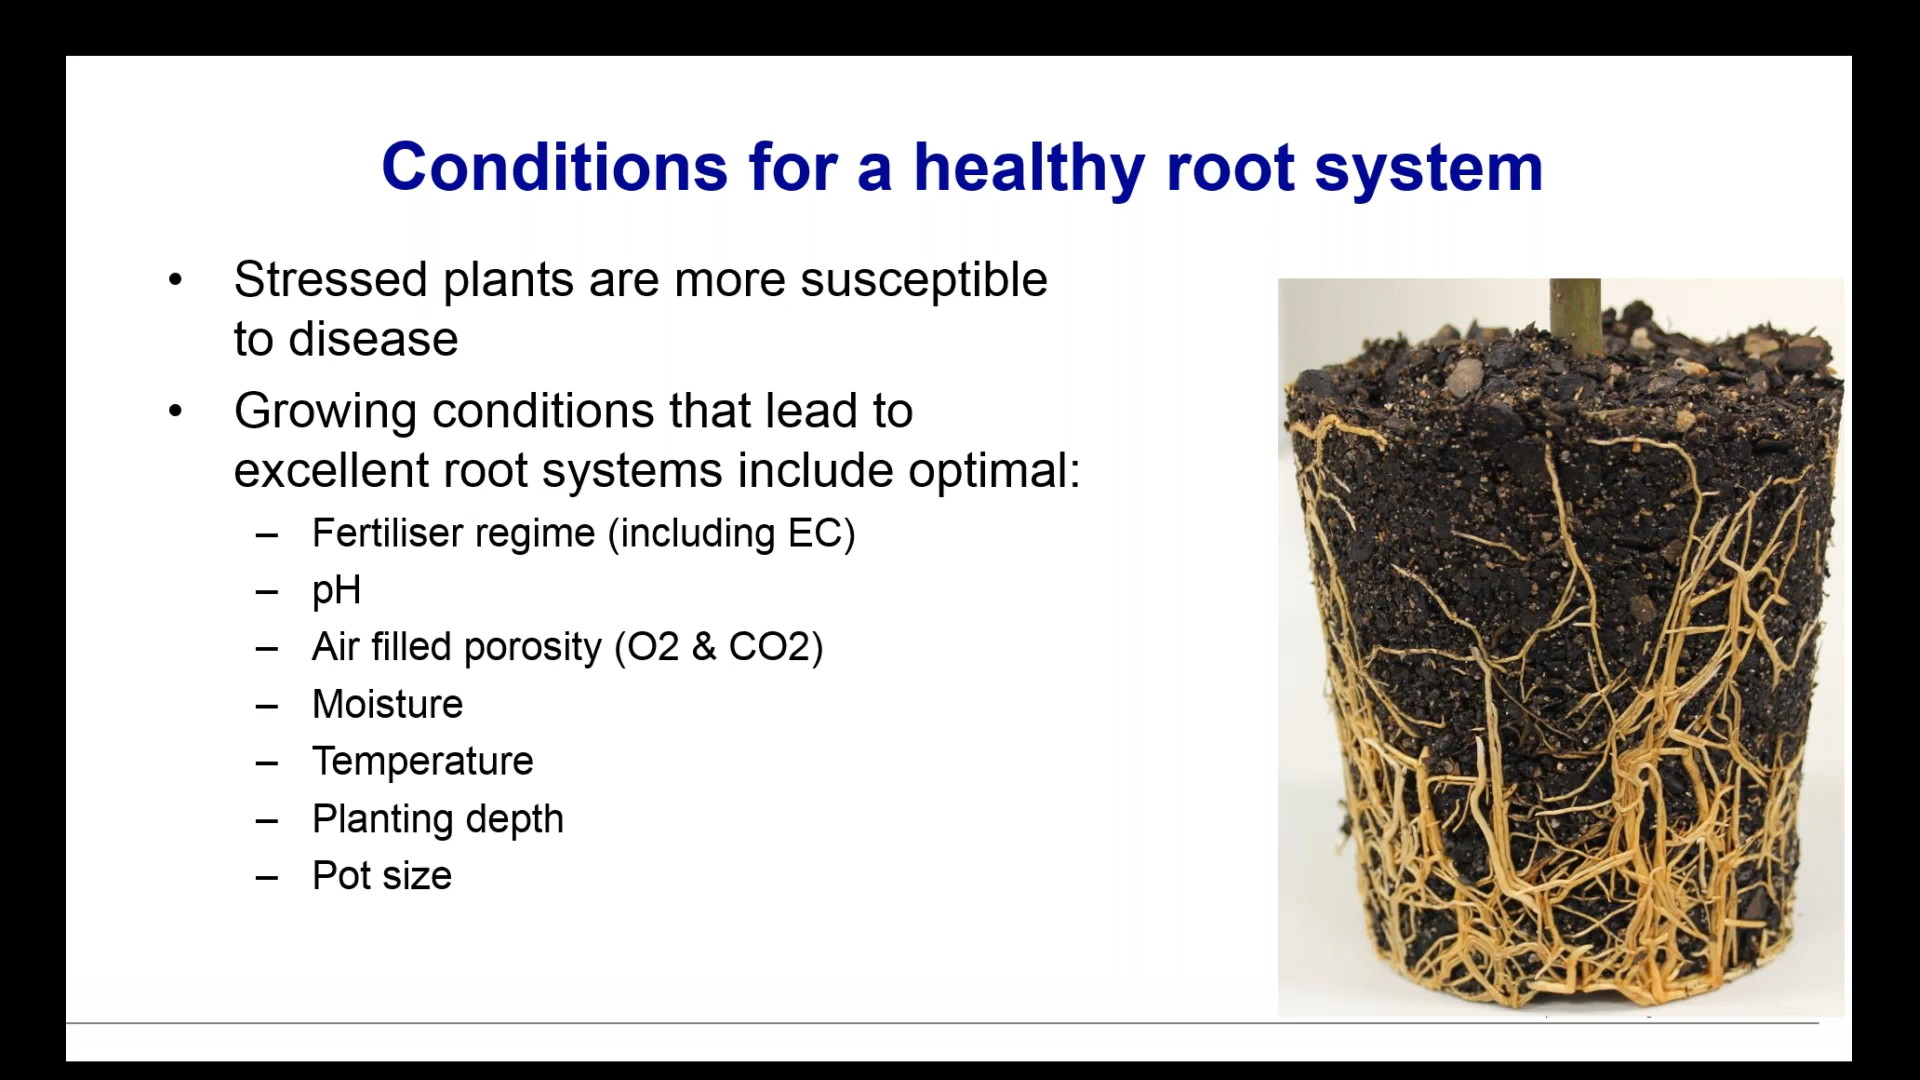 Conditions for a healthy root system
• Stressed plants are more susceptible
to disease
• Growing conditions that lead to
excellent root systems include optimal:
– Fertiliser regime (including EC)
– pH
– Air filled porosity (O2 & CO2)
– Moisture
– Temperature
– Planting depth
– Pot size